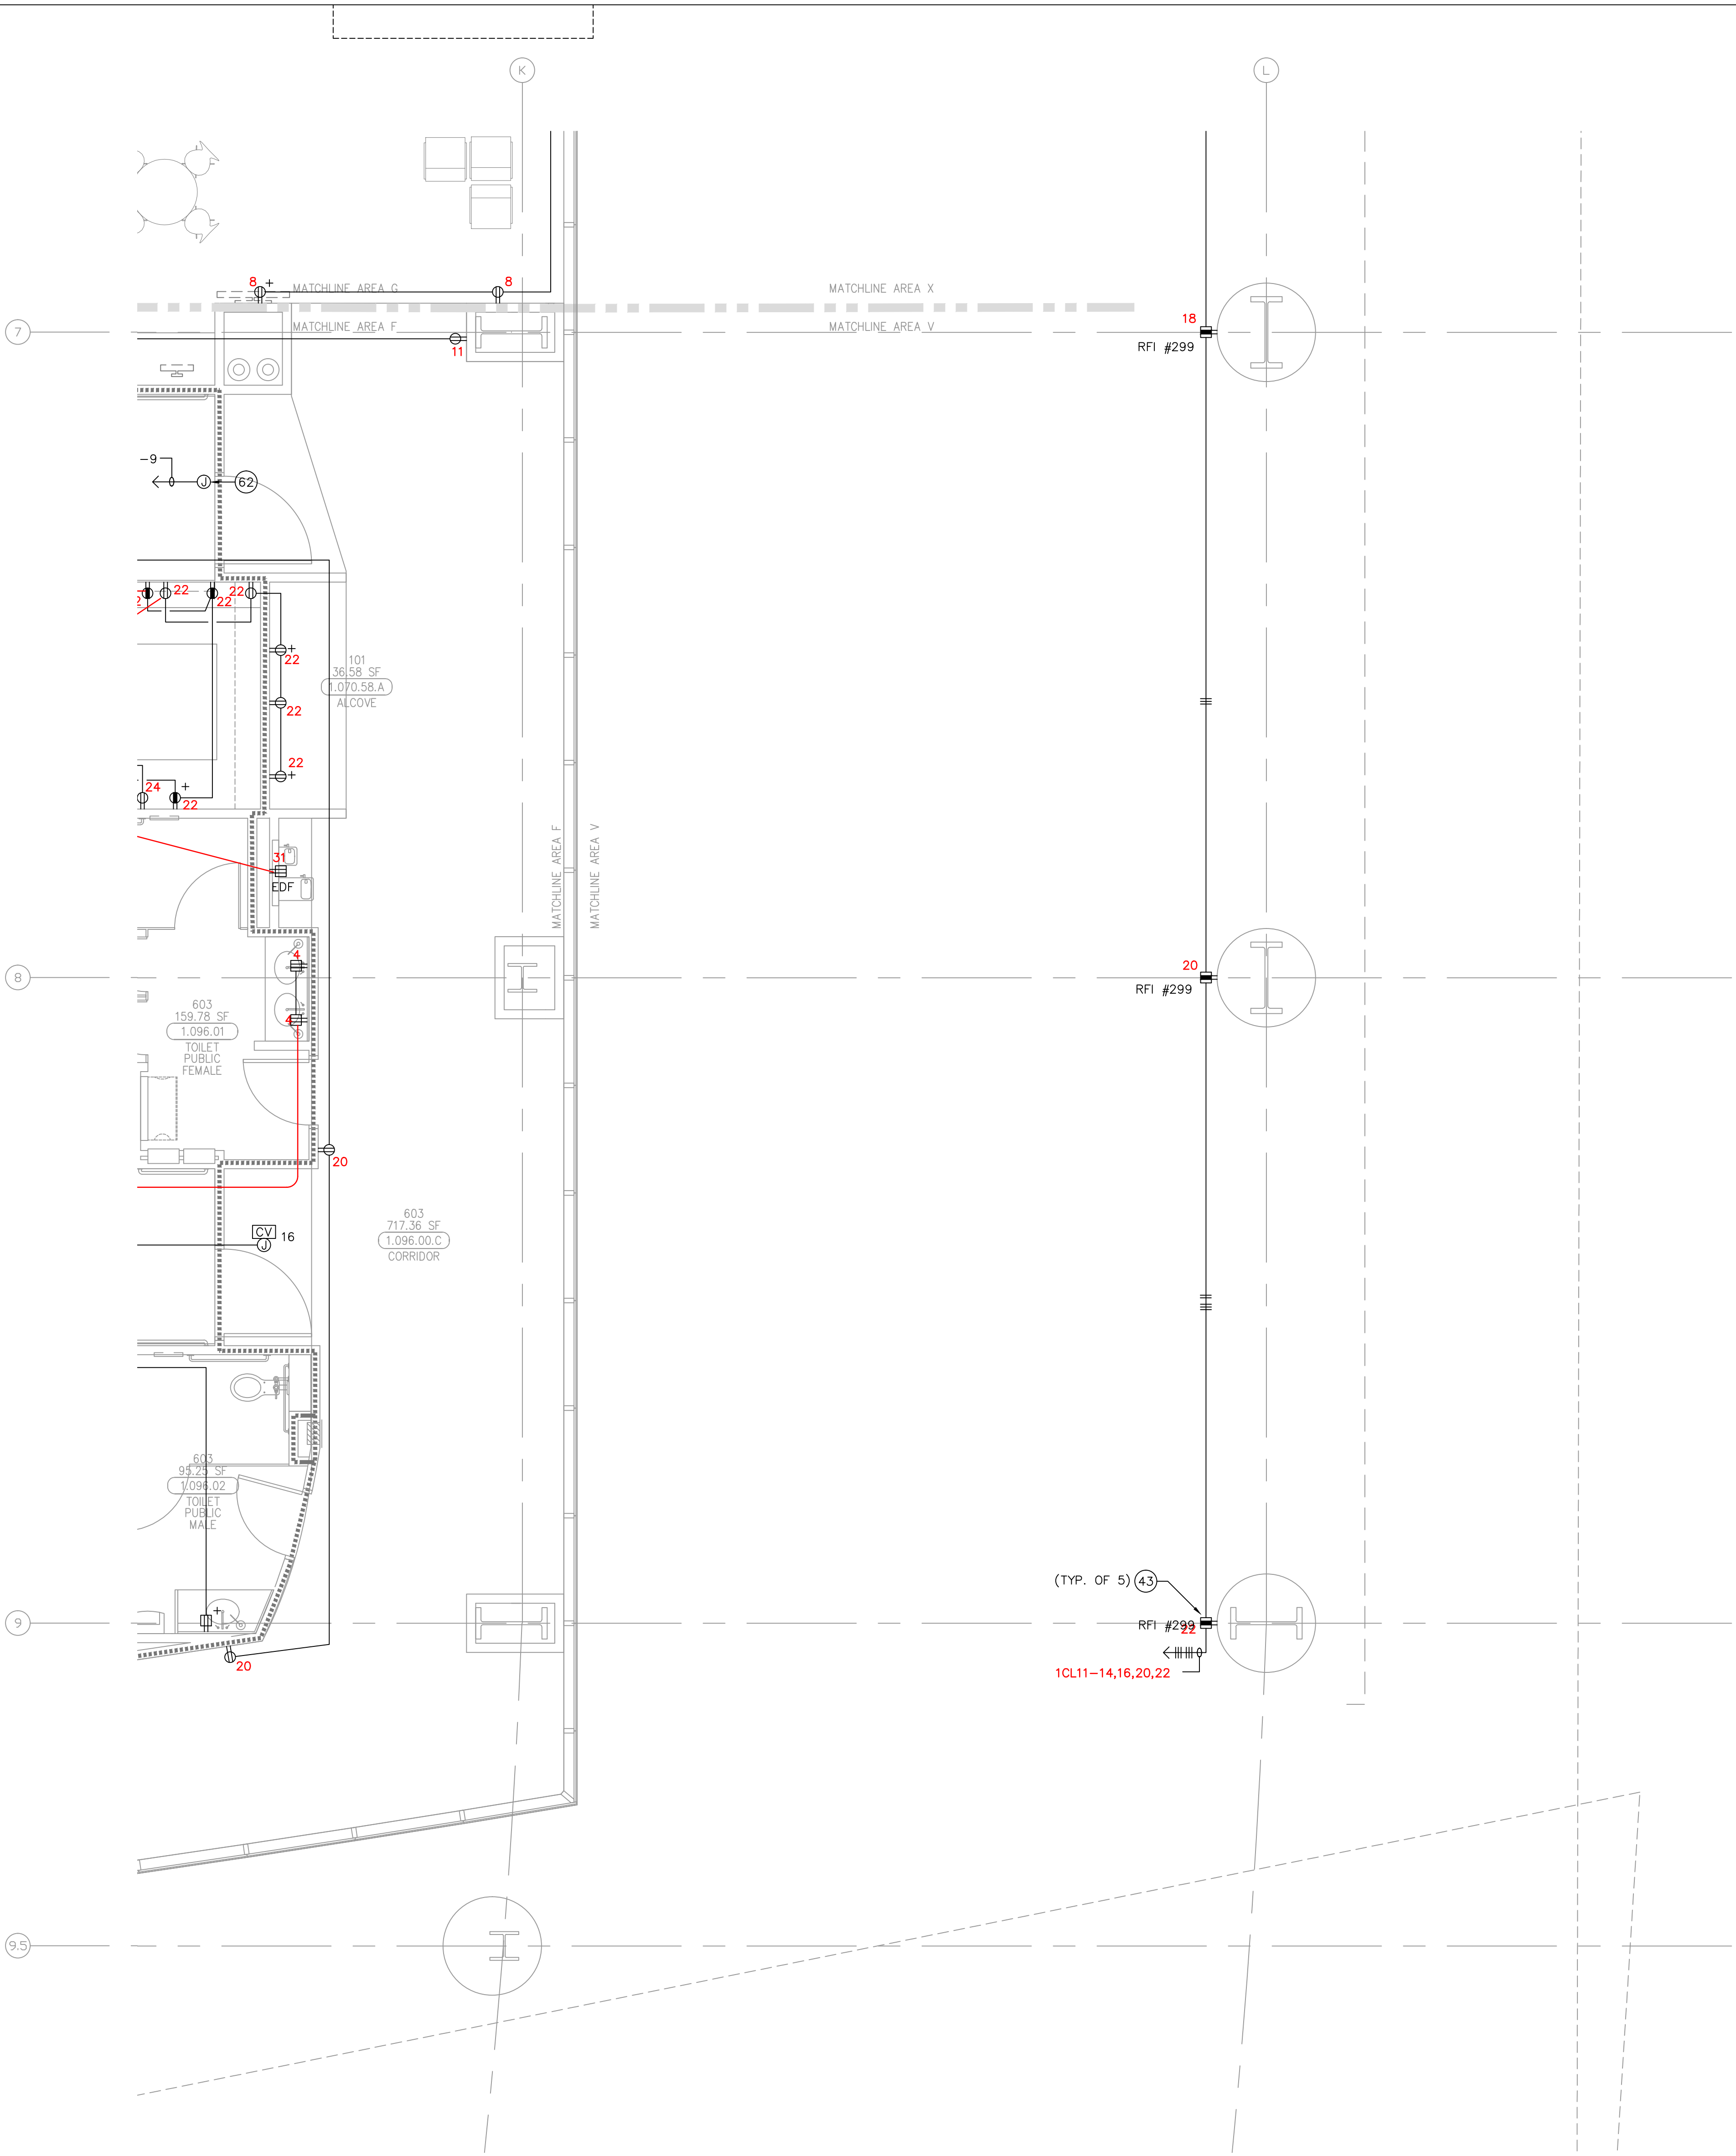 K
L
8
+
8
MATCHLINE AREA G
MATCHLINE AREA X
7
MATCHLINE AREA F
MATCHLINE AREA V
18
RFI #299
11
-9
J
62
22
22
22
22
+
101
36.58 SF
1.070.58.A
ALCOVE
22
22
+
24
+
22
MATCHLINE AREA F
MATCHLINE AREA V
31
EDF
4
8
20
RFI #299
603
159.78 SF
1.096.01
TOILET
PUBLIC
FEMALE
4
20
603
717.36 SF
1.096.00.C
CORRIDOR
CV
16
J
603
95.25 SF
1.096.02
TOILET
PUBLIC
MALE
(TYP. OF 5)
43
+
9
RFI #299
22
20
1CL11-14,16,20,22
9.5